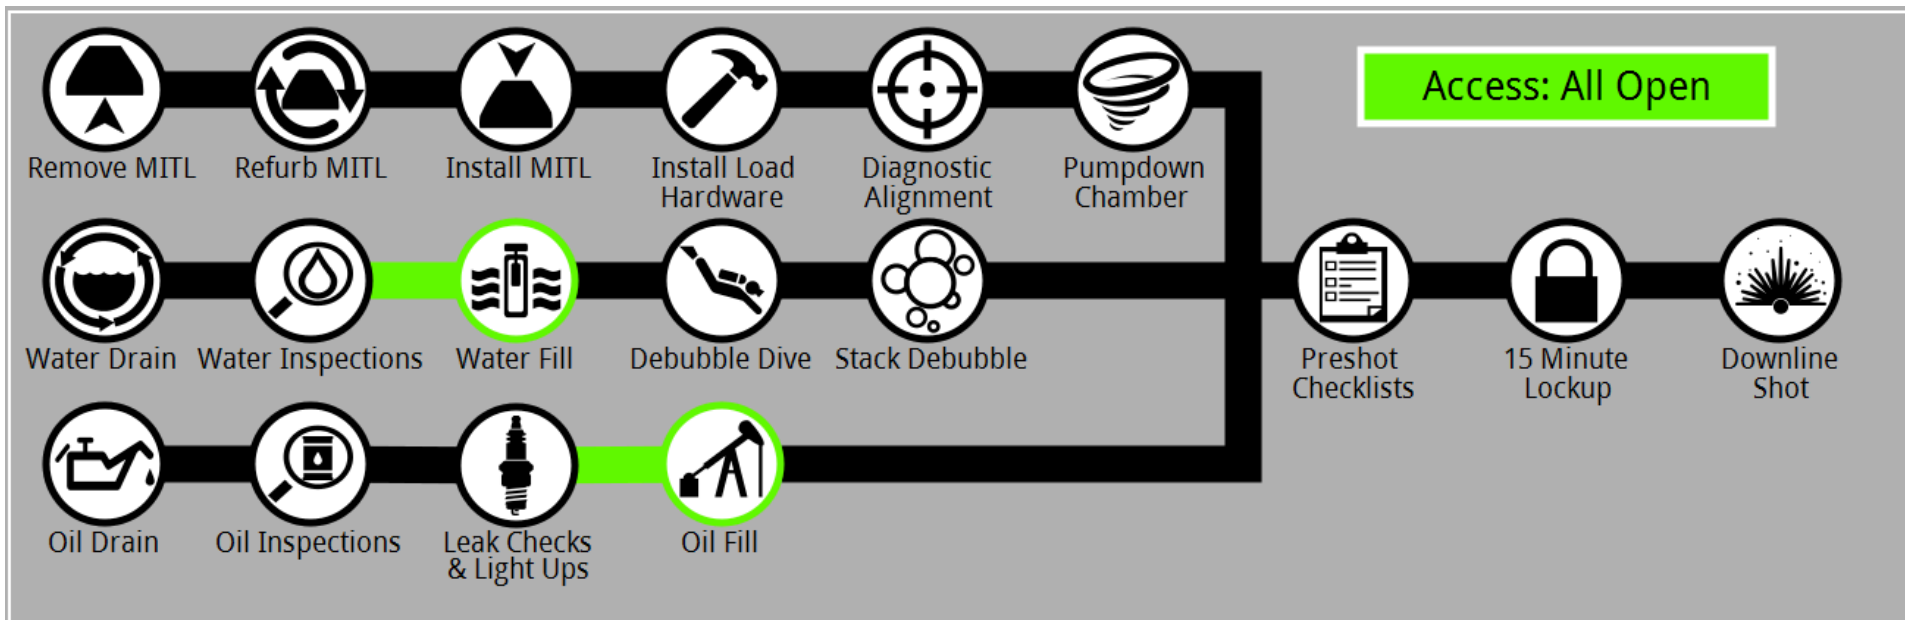 Access: All Open
Remove MITL
Refurb MITL
Install MITL
Install Load
Hardware
Diagnostic
Alignment
Pumpdown
Chamber
Water Drain
Water Inspections
Water Fill
Debubble Dive
Stack Debubble
Preshot
Checklists
15 Minute
Lockup
Downline
Shot
Oil Drain
Oil Inspections
Leak Checks
& Light Ups
Oil Fill